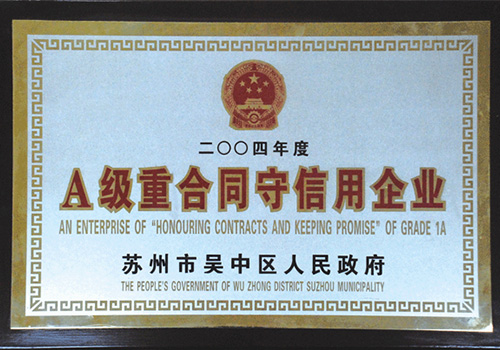 二〇〇四年度
A级重合同守信用企业
AN ENTERPRISE OF "HONOURING CONTRACTS AND KEEPING PROMISE" OF GRADE 1A
苏州市吴中区人民政府
THE PEOPLE'S GOVERNMENT OF WU ZHONG DISTRICT SUZHOU MUNICIPALITY